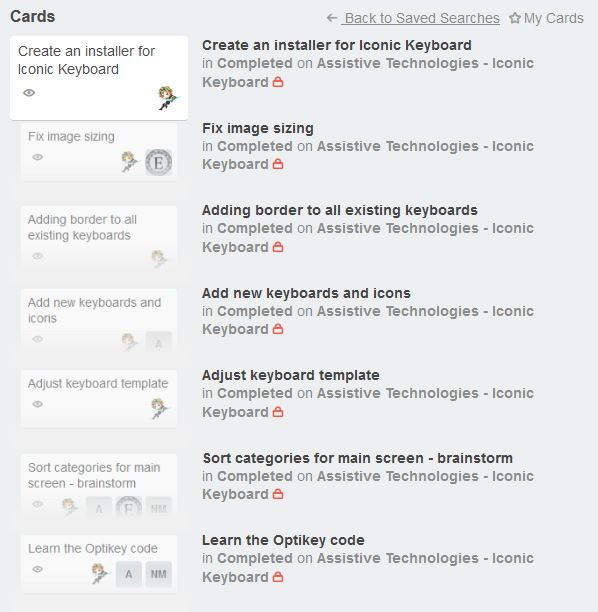 Cards
Back to Saved Searches My Cards
Create an installer for
Iconic Keyboard
Create an installer for Iconic Keyboard
in Completed on Assistive Technologies - Iconic
Keyboard
Fix image sizing
E
Fix image sizing
in Completed on Assistive Technologies - Iconic
Keyboard
Adding border to all
existing keyboards
Adding border to all existing keyboards
in Completed on Assistive Technologies - Iconic
Keyboard
Add new keyboards and
icons
A
Add new keyboards and icons
in Completed on Assistive Technologies - Iconic
Keyboard
Adjust keyboard template
Adjust keyboard template
in Completed on Assistive Technologies - Iconic
Keyboard
Sort categories for main
screen - brainstorm
A E NM
Sort categories for main screen - brainstorm
in Completed on Assistive Technologies - Iconic
Keyboard
Learn the Optikey code
A NM
Learn the Optikey code
in Completed on Assistive Technologies - Iconic
Keyboard